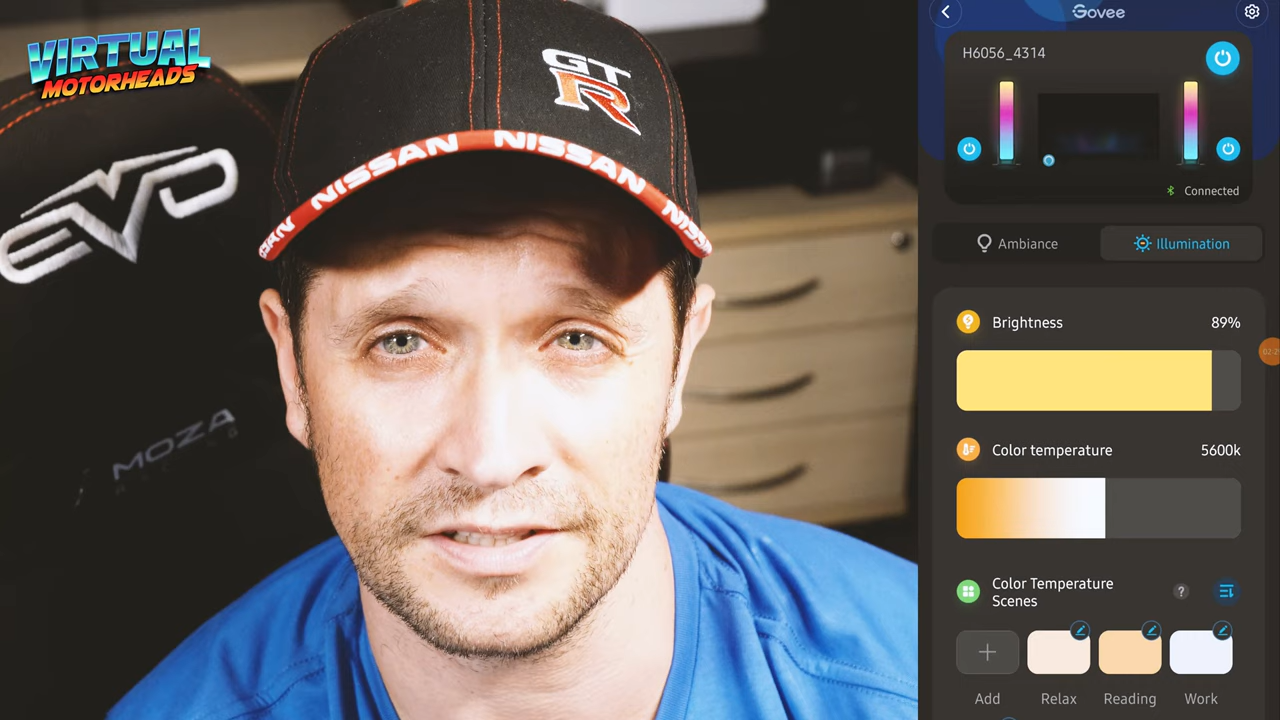 VIRTUAL
MOTORHEADS
EVO
MOZA
GT
R
NISSAN NISSAN
Govee
H6056_4314
Connected
Ambiance
Illumination
Brightness
89%
Color temperature
5600k
Color Temperature
Scenes
?
Add
Relax
Reading
Work